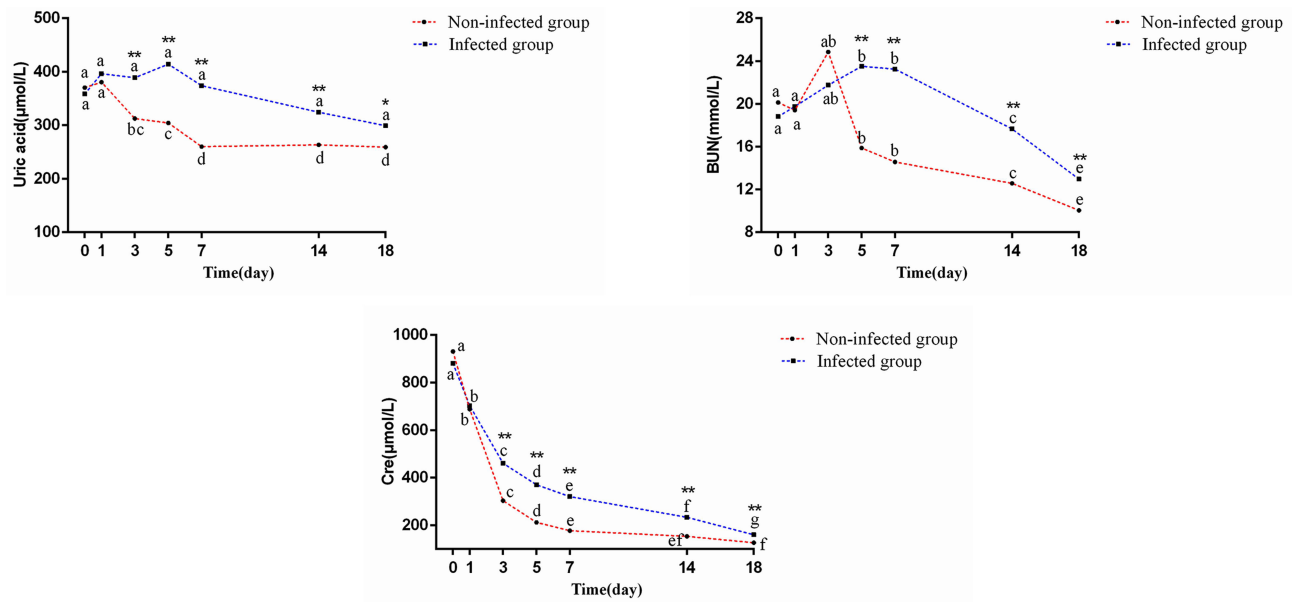 500
400
300
200
100
Uric acid(μmol/L)
Non-infected group
Infected group
a a ** ** **
a a a ** *
a a a a
bc c d d d
0 1 3 5 7 14 18
Time(day)
28
24
20
16
12
8
BUN(mmol/L)
Non-infected group
Infected group
ab ** **
b b
a a ab **
a a c
b b **
c e
e
0 1 3 5 7 14 18
Time(day)
1000
800
600
400
200
Cre(μmol/L)
Non-infected group
Infected group
a
a
b
b ** **
c d **
c e **
d e f **
ef g
f
0 1 3 5 7 14 18
Time(day)